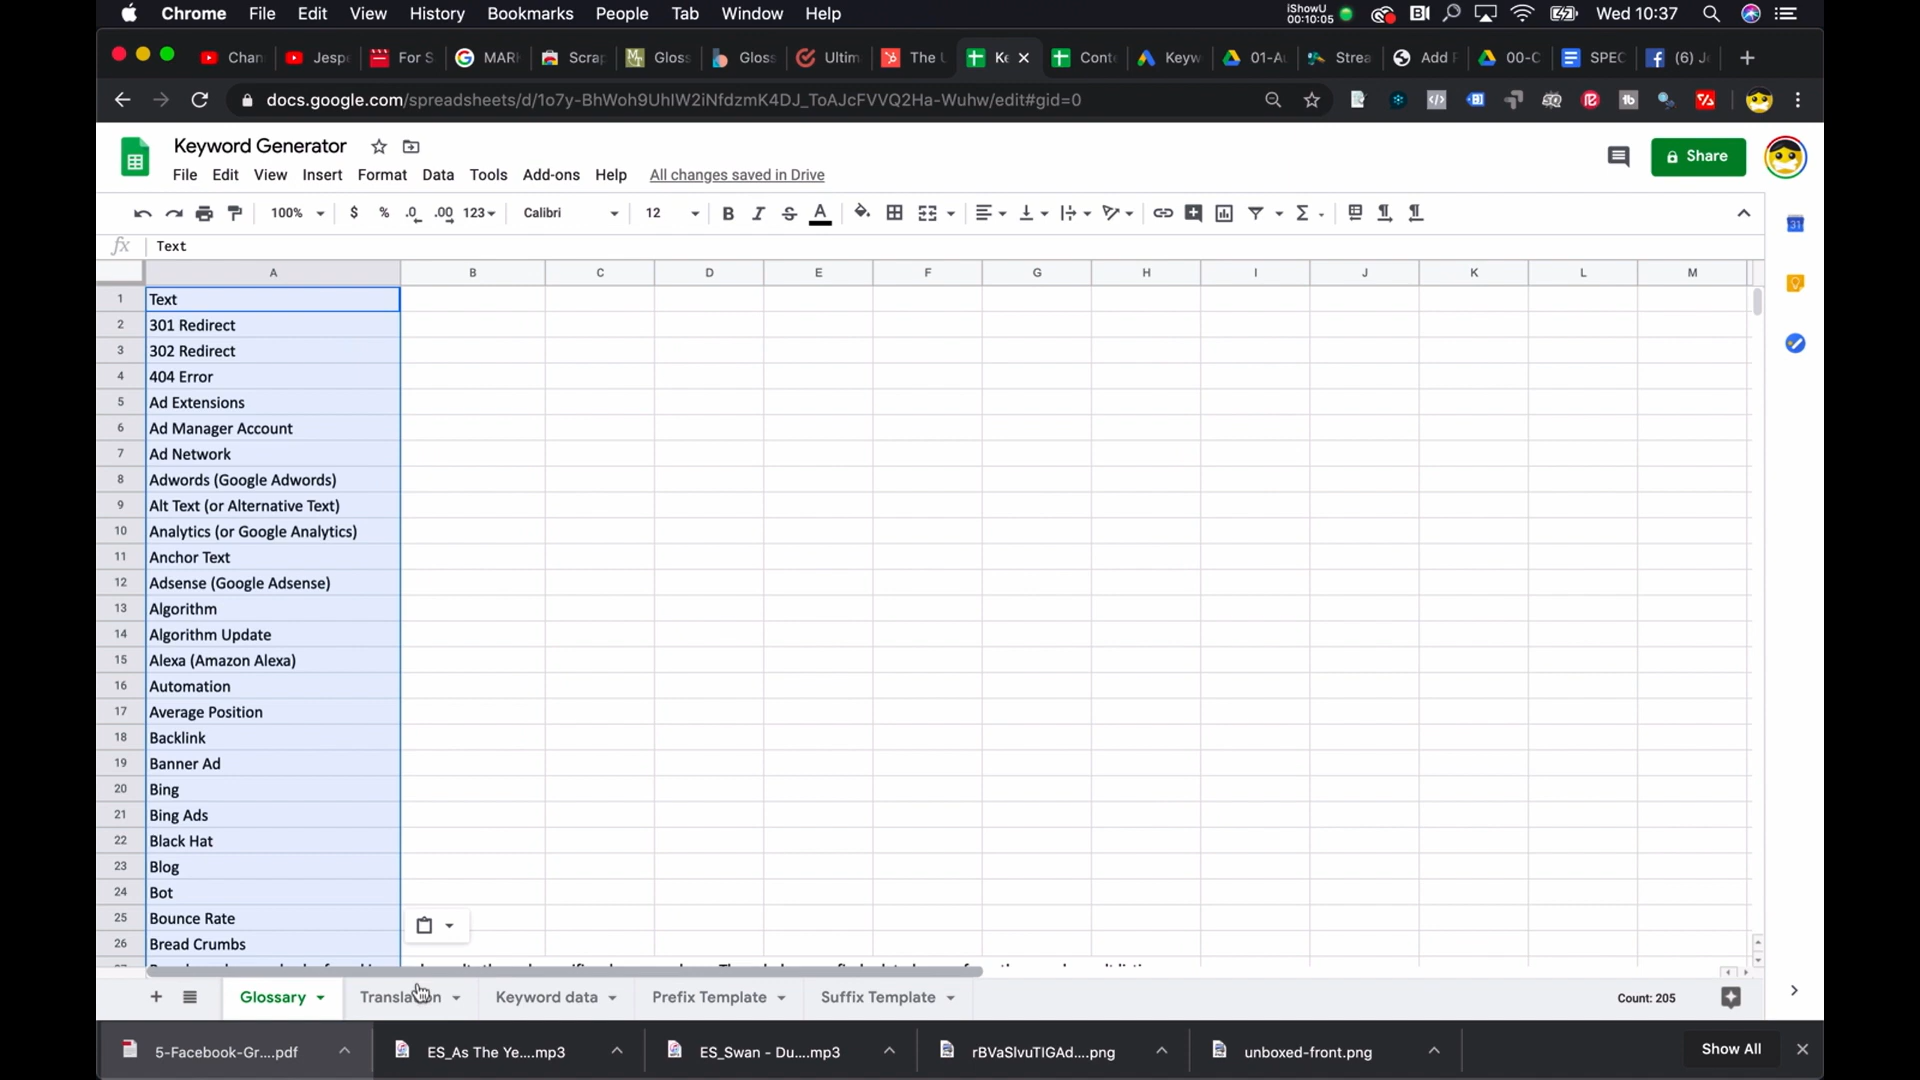 Chrome File Edit View History Bookmarks People Tab Window Help
iShowU
00:10:05
Wed 10:37
Chan
Jespe
For S
MARK
Scrap
Gloss
Gloss
Ultim
The U
Ke
Conte
Keyw
01-Au
Strea
Add F
00-C
SPEC
(6) Je
docs.google.com/spreadsheets/d/1o7y-BhWoh9UhIW2iNfdzmK4DJ_ToAJcFVVQ2Ha-Wuhw/edit#gid=0
Keyword Generator
Share
File Edit View Insert Format Data Tools Add-ons Help All changes saved in Drive
100% $ % .0 .00 123 Calibri 12 B I S A
fx Text
A B C D E F G H I J K L M
1 Text
2 301 Redirect
3 302 Redirect
4 404 Error
5 Ad Extensions
6 Ad Manager Account
7 Ad Network
8 Adwords (Google Adwords)
9 Alt Text (or Alternative Text)
10 Analytics (or Google Analytics)
11 Anchor Text
12 Adsense (Google Adsense)
13 Algorithm
14 Algorithm Update
15 Alexa (Amazon Alexa)
16 Automation
17 Average Position
18 Backlink
19 Banner Ad
20 Bing
21 Bing Ads
22 Black Hat
23 Blog
24 Bot
25 Bounce Rate
26 Bread Crumbs
Glossary Translation Keyword data Prefix Template Suffix Template Count: 205
5-Facebook-Gr....pdf ES_As The Ye....mp3 ES_Swan - Du....mp3 rBVaSlvuTIGAd....png unboxed-front.png Show All